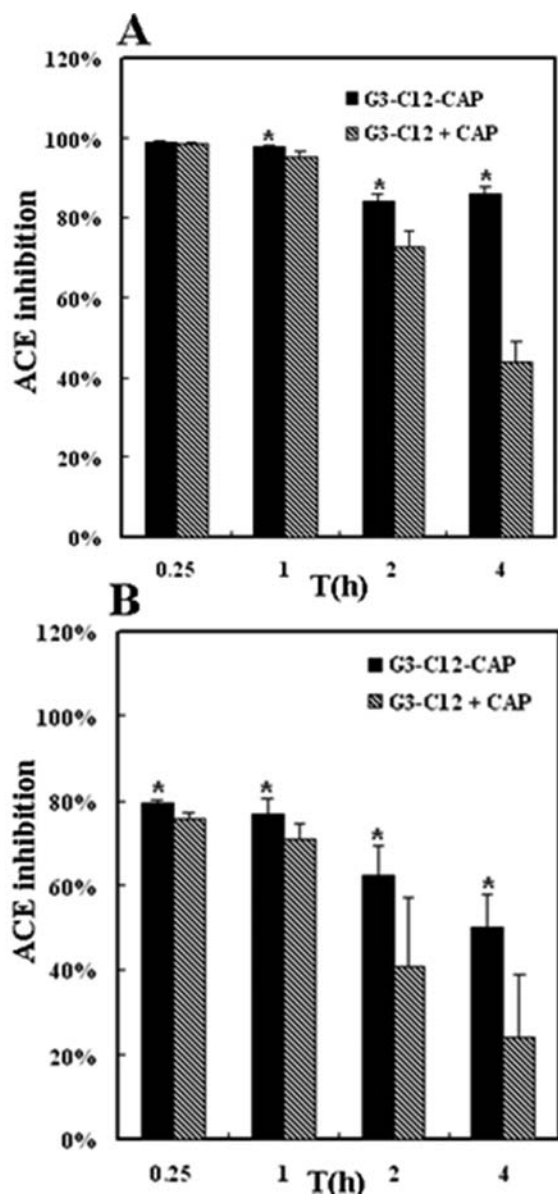 A
120%
G3-C12-CAP
G3-C12 + CAP
100%
*
80%
*
*
60%
40%
20%
0%
ACE inhibition
0.25 1 2 4
T(h)
B
120%
G3-C12-CAP
G3-C12 + CAP
100%
80%
*
*
60%
*
*
40%
20%
0%
ACE inhibition
0.25 1 2 4
T(h)